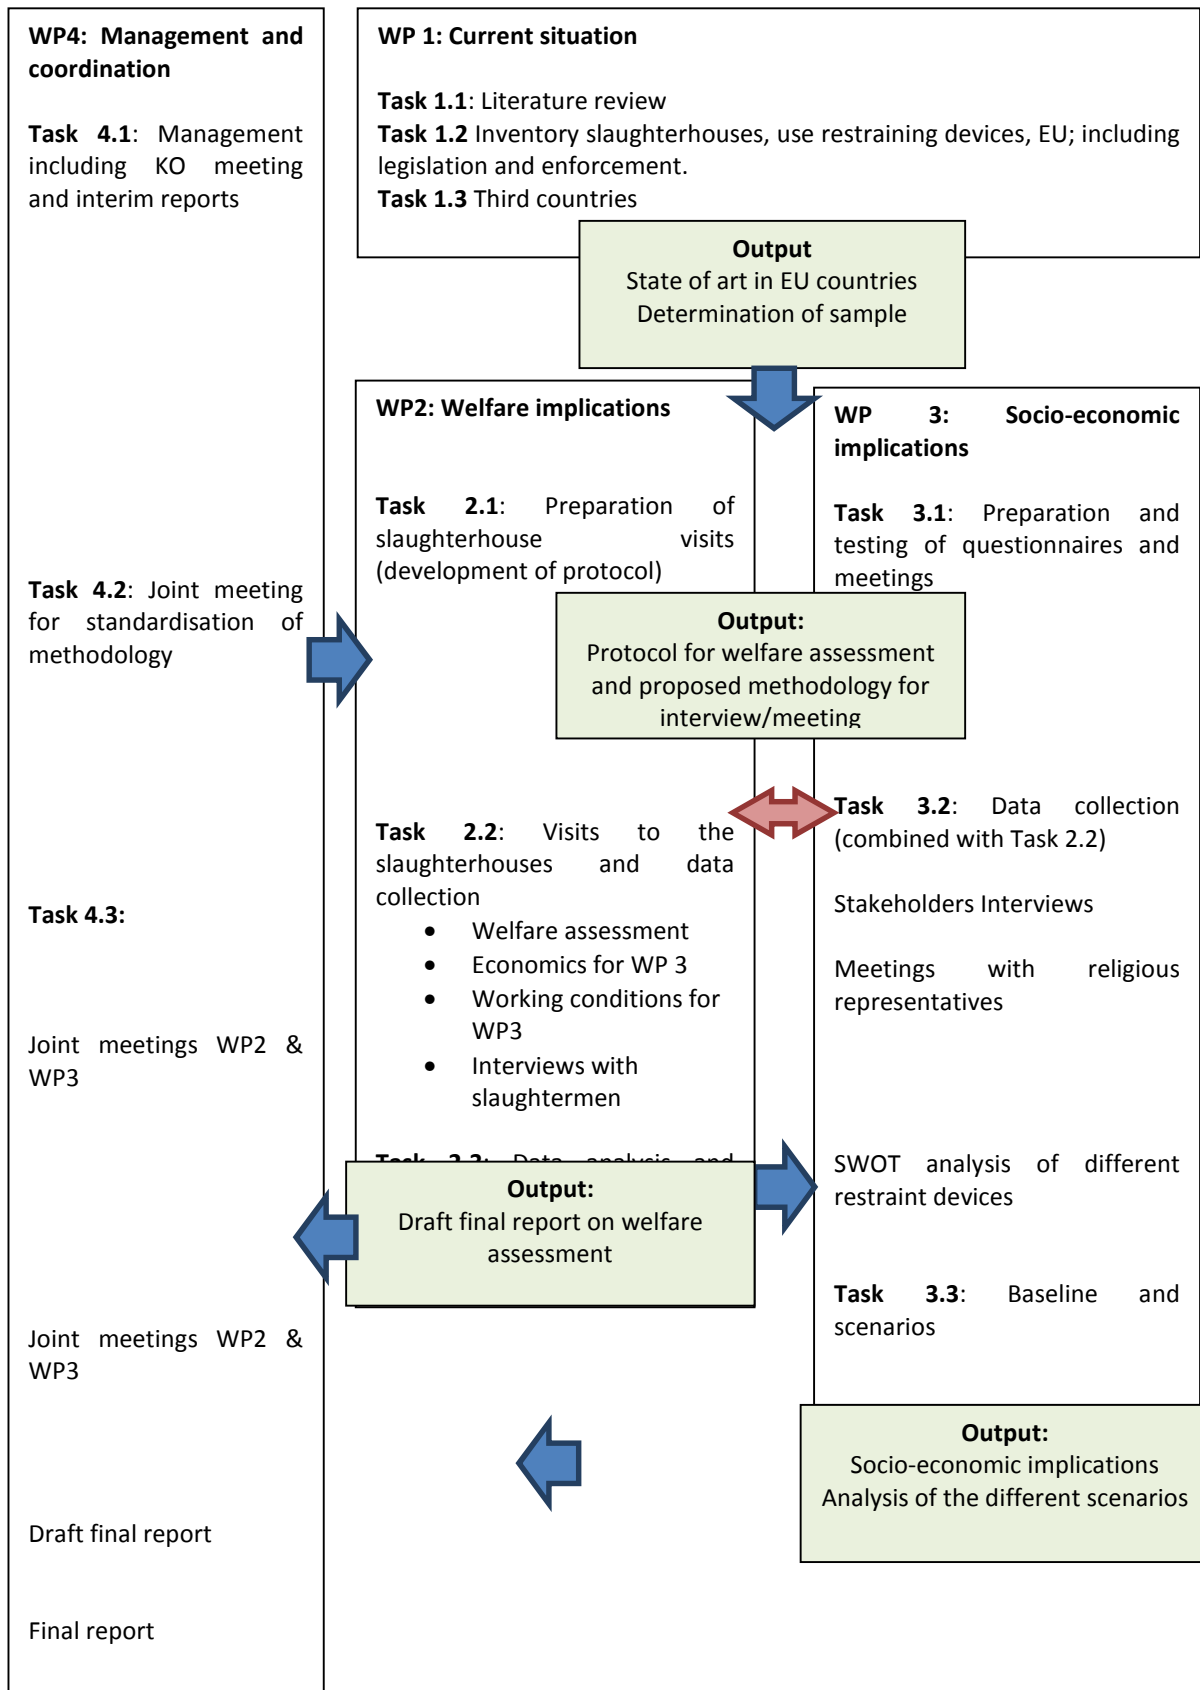 WP4: Management and
coordination
Task 4.1: Management
including KO meeting
and interim reports
Task 4.2: Joint meeting
for standardisation of
methodology
Task 4.3:
Joint meetings WP2 &
WP3
Joint meetings WP2 &
WP3
Draft final report
Final report
WP 1: Current situation
Task 1.1: Literature review
Task 1.2 Inventory slaughterhouses, use restraining devices, EU; including
legislation and enforcement.
Task 1.3 Third countries
Output
State of art in EU countries
Determination of sample
WP2: Welfare implications
Task 2.1: Preparation of
slaughterhouse visits
(development of protocol)
Output:
Protocol for welfare assessment
and proposed methodology for
interview/meeting
Task 2.2: Visits to the
slaughterhouses and data
collection
• Welfare assessment
• Economics for WP 3
• Working conditions for
WP3
• Interviews with
slaughtermen
Task 2.3: Data analysis and
Output:
Draft final report on welfare
assessment
WP 3: Socio-economic
implications
Task 3.1: Preparation and
testing of questionnaires and
meetings
Task 3.2: Data collection
(combined with Task 2.2)
Stakeholders Interviews
Meetings with religious
representatives
SWOT analysis of different
restraint devices
Task 3.3: Baseline and
scenarios
Output:
Socio-economic implications
Analysis of the different scenarios